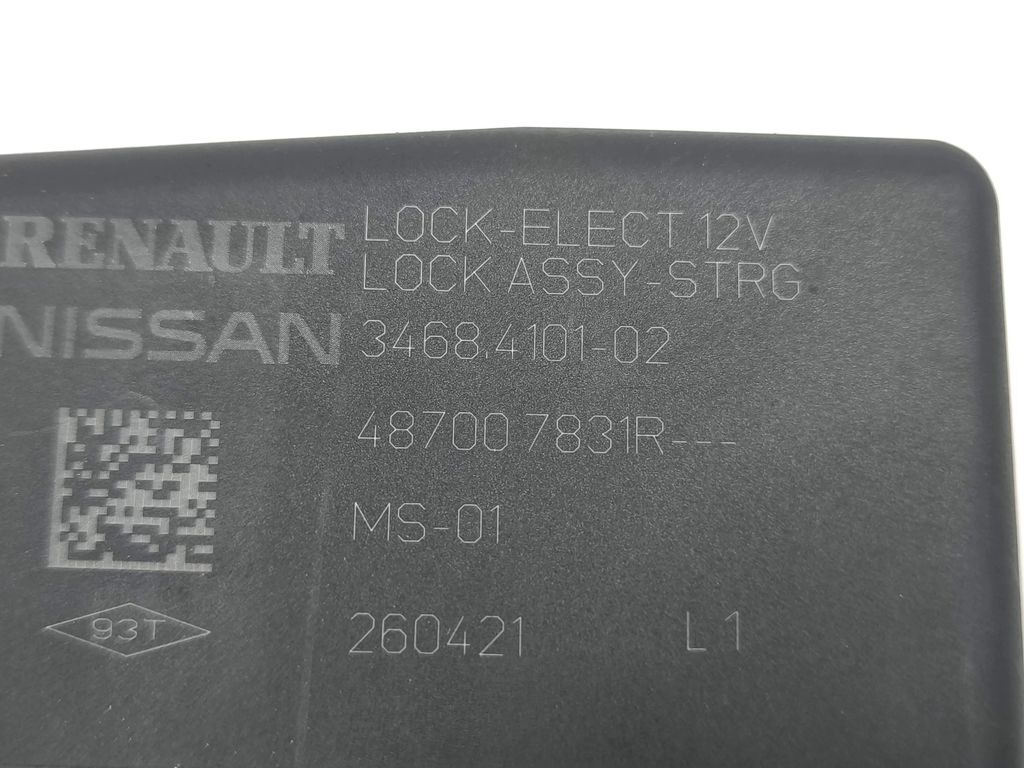 RENAULT
NISSAN
LOCK-ELECT 12V
LOCK ASSY-STRG
3468.4101-02
48700 7831R---
MS-01
93T
260421 L1